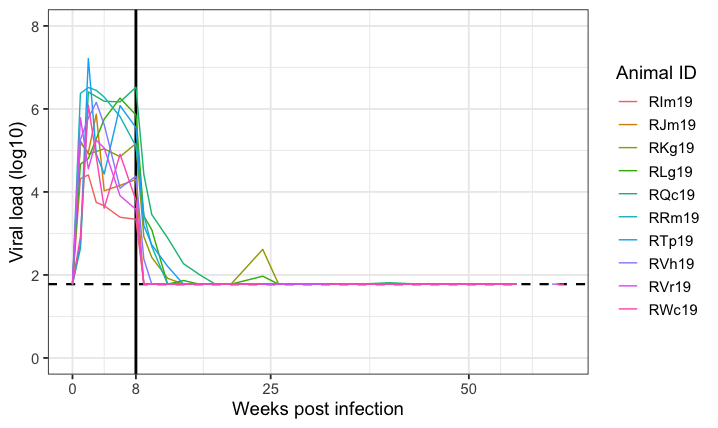 Viral load (log10)
8
6
4
2
0
0
8
25
50
Weeks post infection
Animal ID
RIm19
RJm19
RKg19
RLg19
RQc19
RRm19
RTp19
RVh19
RVr19
RWc19